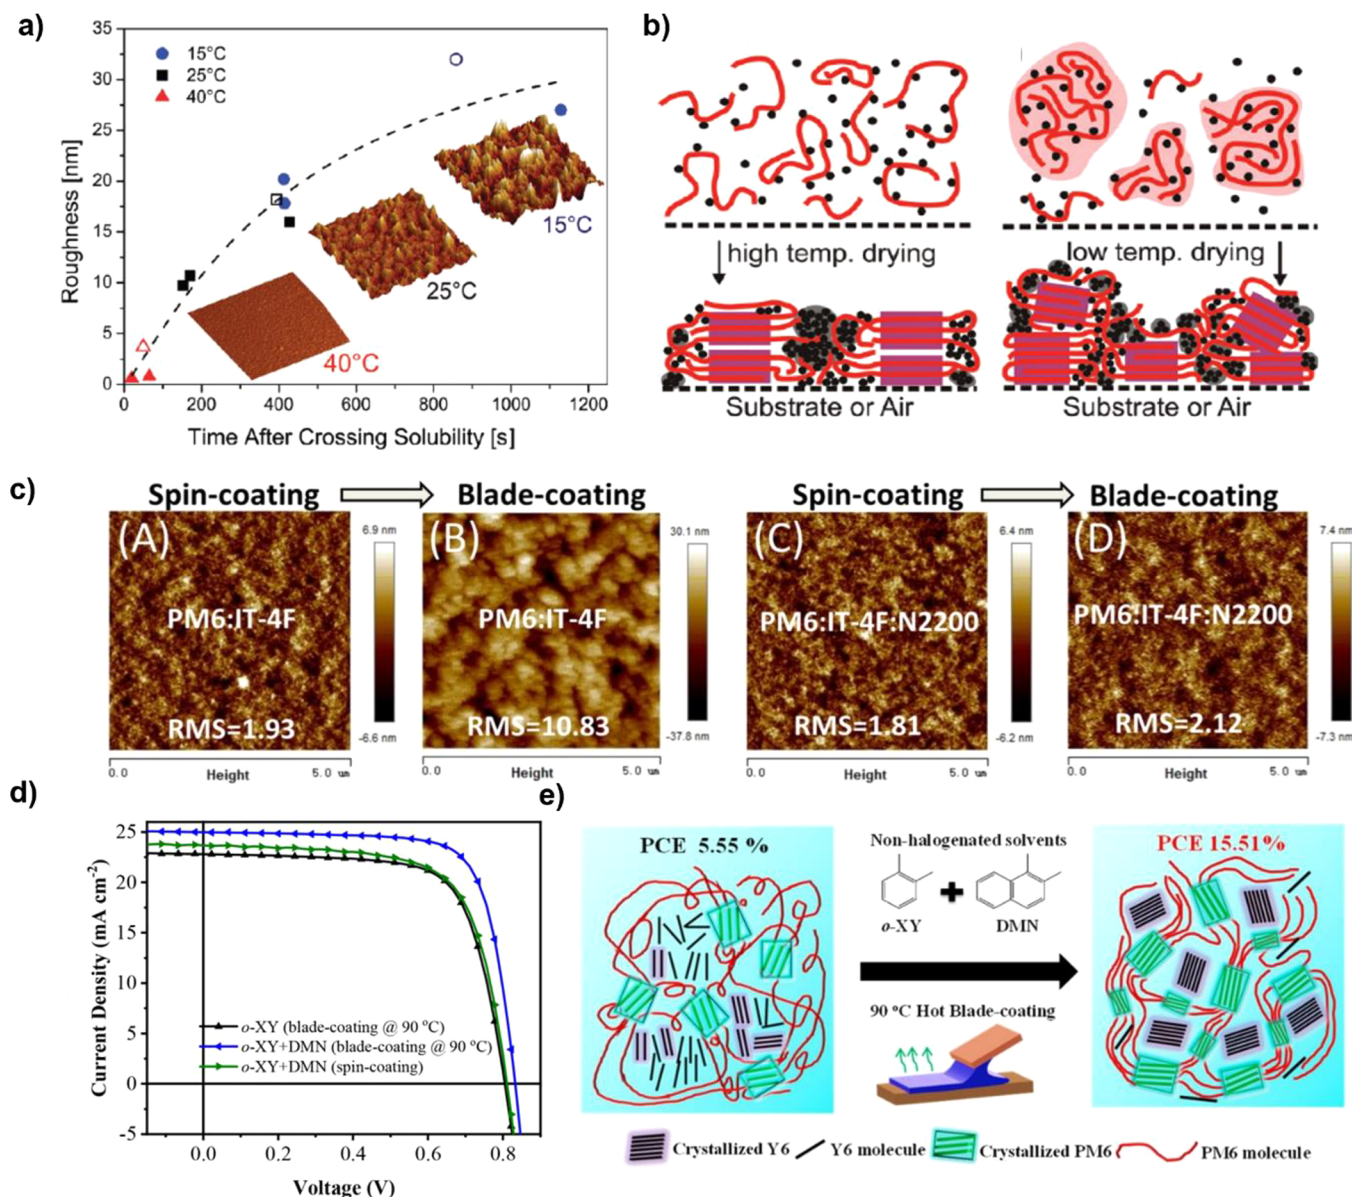 a)
35
30
25
20
15
10
5
0
Roughness [nm]
15°C
25°C
40°C
15°C
25°C
40°C
0
200
400
600
800
1000
1200
Time After Crossing Solubility [s]
b)
high temp. drying
low temp. drying
Substrate or Air
Substrate or Air
c)
Spin-coating
Blade-coating
Spin-coating
Blade-coating
(A)
PM6:IT-4F
RMS=1.93
6.9 nm
-6.6 nm
0.0
Height
5.0 um
(B)
PM6:IT-4F
RMS=10.83
30.1 nm
-37.8 nm
0.0
Height
5.0 um
(C)
PM6:IT-4F:N2200
RMS=1.81
6.4 nm
-6.2 nm
0.0
Height
5.0 um
(D)
PM6:IT-4F:N2200
RMS=2.12
7.4 nm
-7.3 nm
0.0
Height
5.0 um
d)
25
20
15
10
5
0
-5
Current Density (mA cm-2)
o-XY (blade-coating @ 90 °C)
o-XY+DMN (blade-coating @ 90 °C)
o-XY+DMN (spin-coating)
0.0
0.2
0.4
0.6
0.8
Voltage (V)
e)
PCE 5.55 %
Non-halogenated solvents
o-XY
DMN
90 °C Hot Blade-coating
PCE 15.51%
Crystallized Y6
Y6 molecule
Crystallized PM6
PM6 molecule